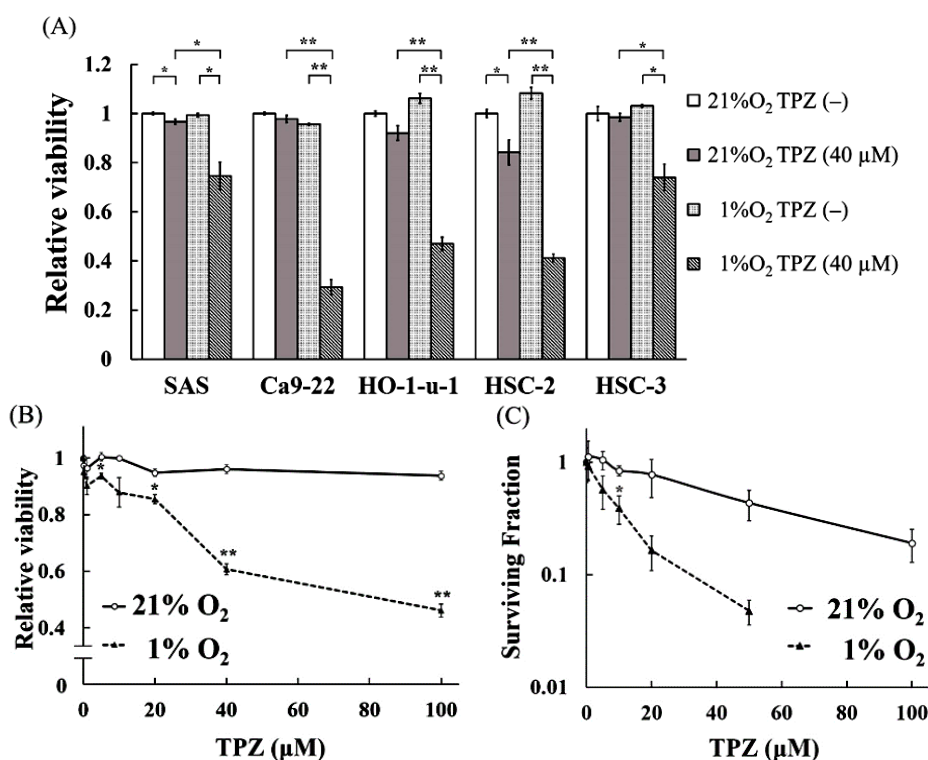 (A)
* ** ** ** *
* * ** ** * ** *
1.2
1
0.8
0.6
0.4
0.2
0
Relative viability
SAS Ca9-22 HO-1-u-1 HSC-2 HSC-3
21%O₂ TPZ (–)
21%O₂ TPZ (40 μM)
1%O₂ TPZ (–)
1%O₂ TPZ (40 μM)
(B)
1
0.8
0.6
0.4
0
Relative viability
* * ** **
21% O₂
1% O₂
0 20 40 60 80 100
TPZ (μM)
(C)
1
0.1
0.01
Surviving Fraction
*
21% O₂
1% O₂
0 20 40 60 80 100
TPZ (μM)